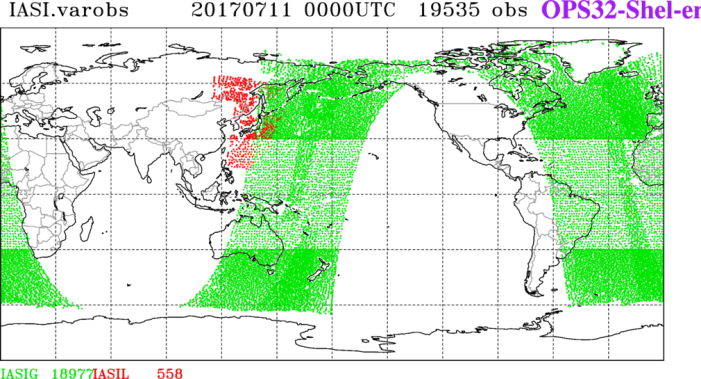 IASI.varobs 20170711 0000UTC 19535 obs OPS32-Shel-er
IASIG 18977 IASIL 558